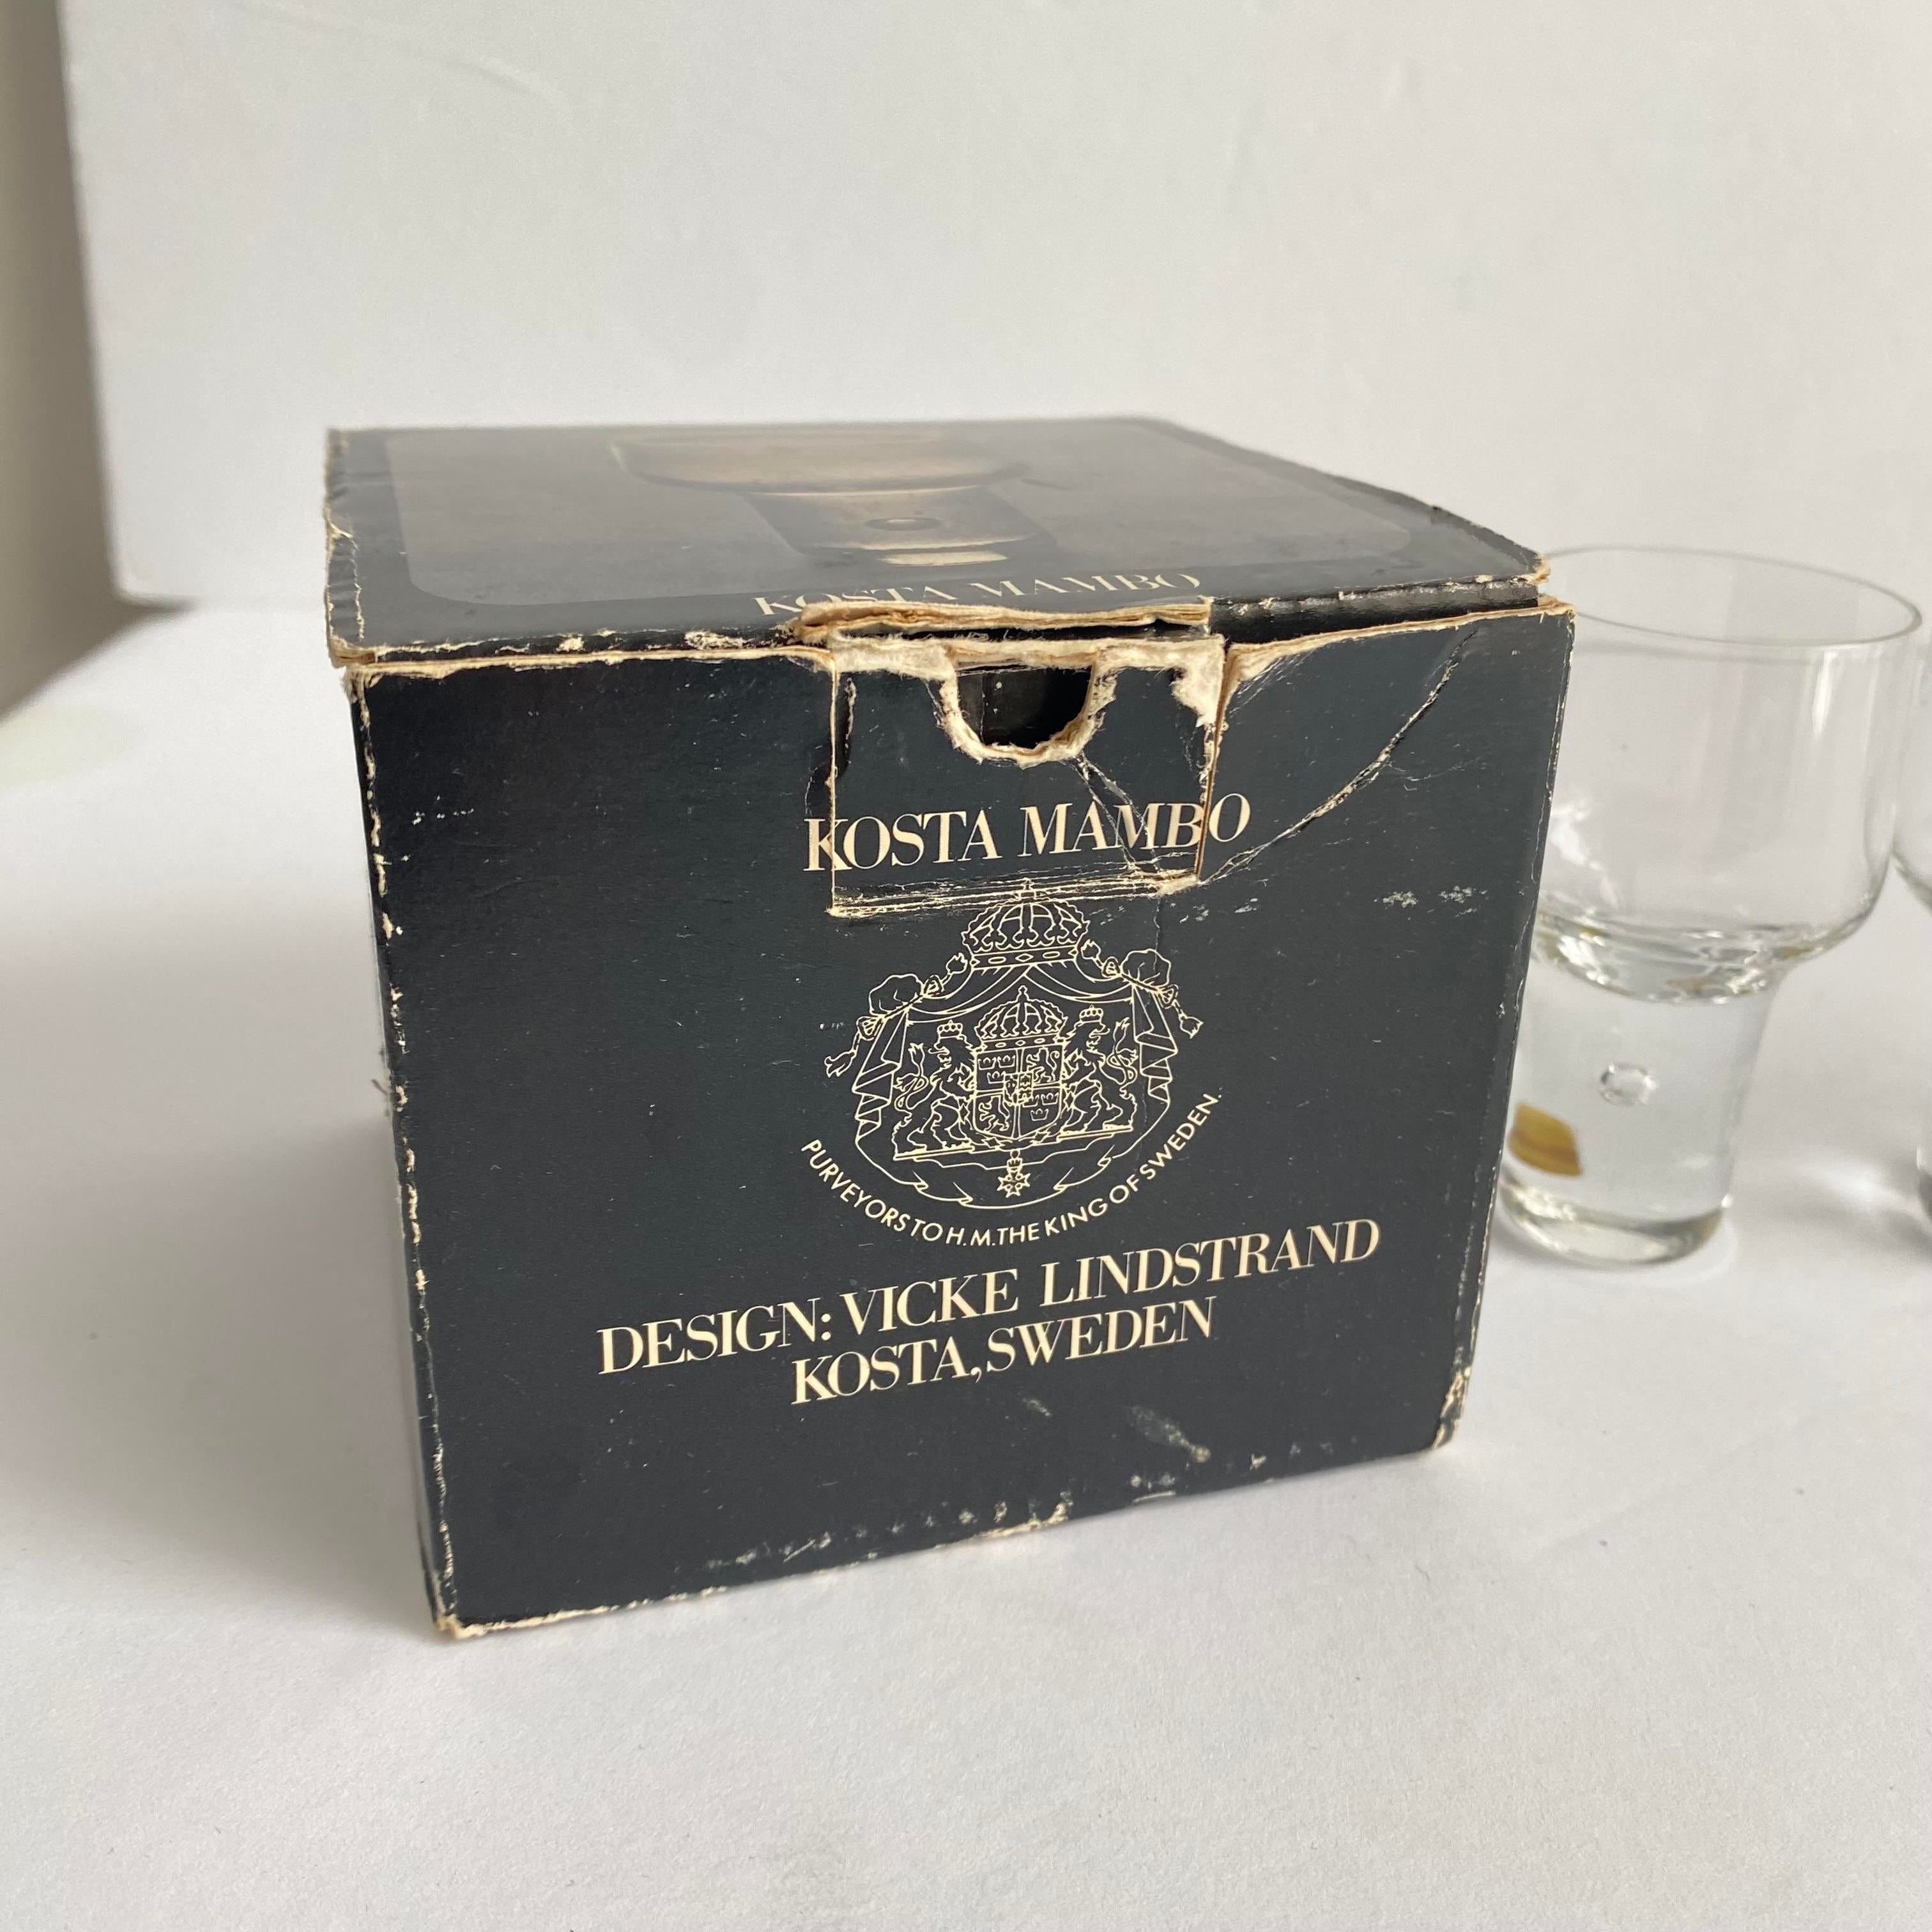 KOSTA MAMBO
KOSTA MAMBO
PURVEYORS TO H.M. THE KING OF SWEDEN.
DESIGN: VICKE LINDSTRAND
KOSTA, SWEDEN